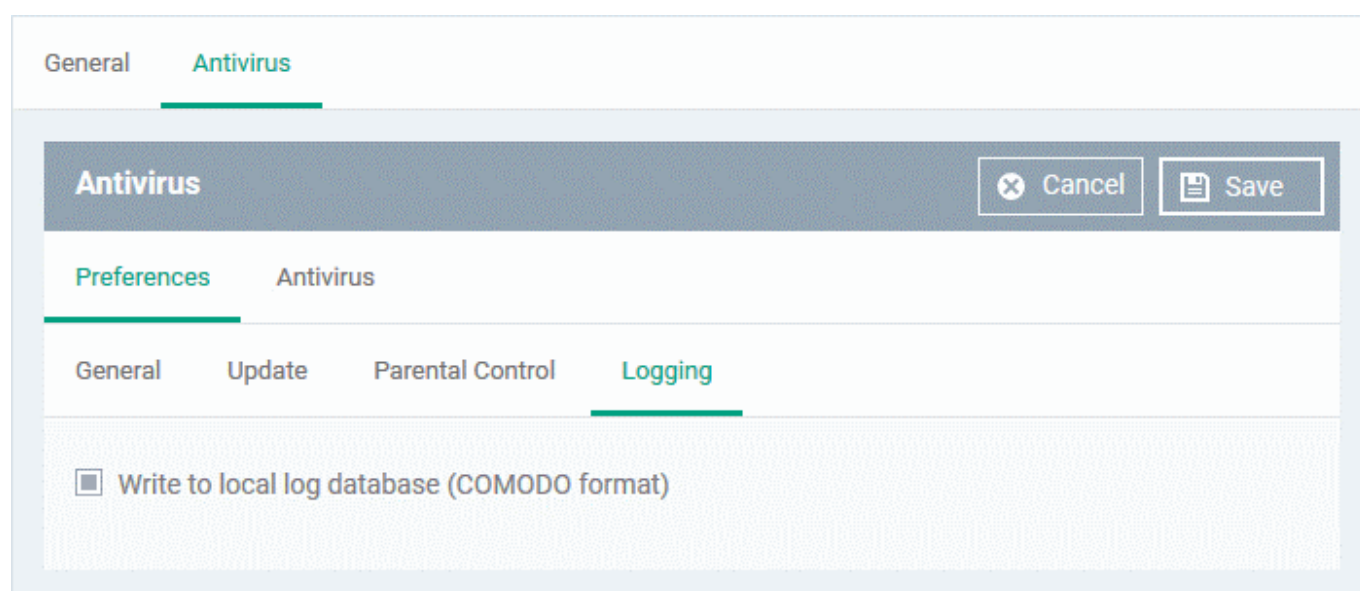 General Antivirus
Antivirus Cancel Save
Preferences Antivirus
General Update Parental Control Logging
Write to local log database (COMODO format)